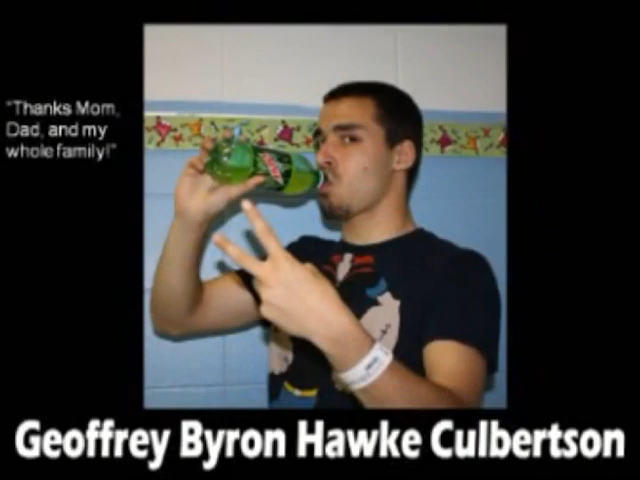 "Thanks Mom,
Dad, and my
whole family!"
Geoffrey Byron Hawke Culbertson